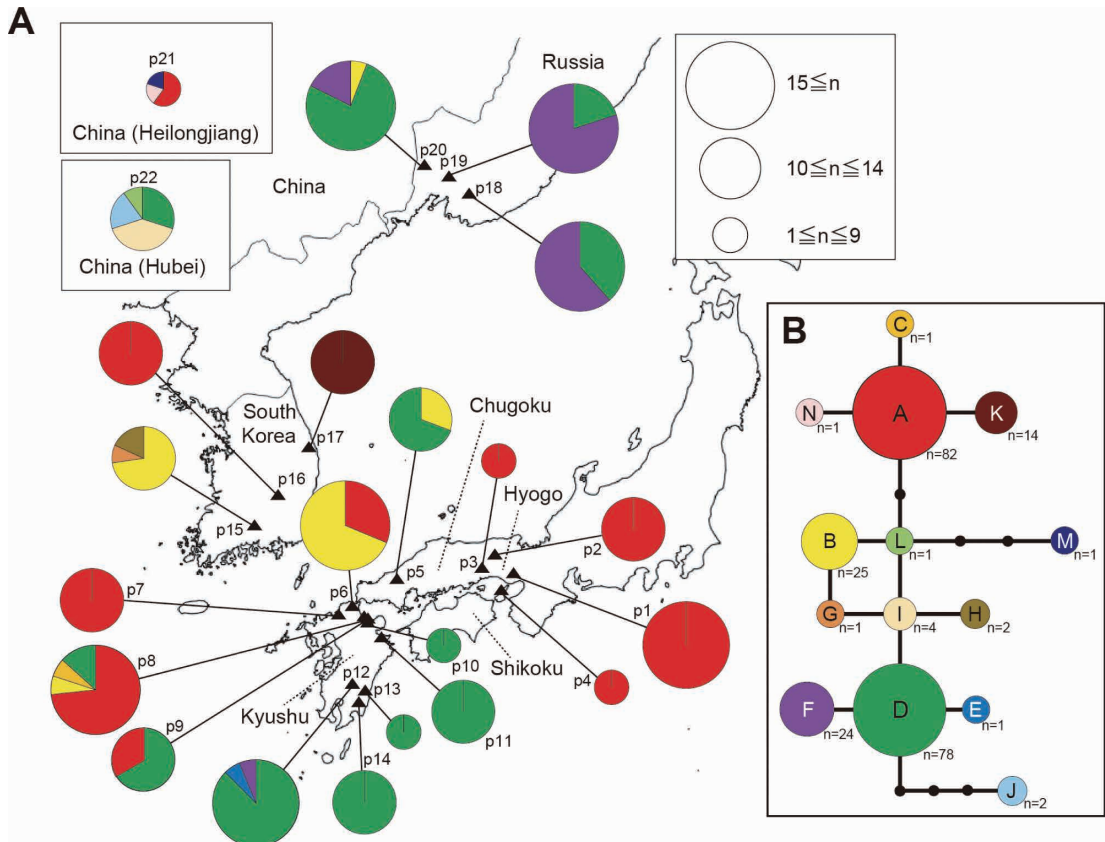 A
p21
China (Heilongjiang)
p22
China (Hubei)
China
Russia
p20
p19
p18
15≦n
10≦n≦14
1≦n≦9
South
Korea
p17
p16
p15
Chugoku
Hyogo
p5
p3
p2
p1
p4
p6
p7
p8
p9
p10
Shikoku
p12
p13
Kyushu
p14
p11
B
C
n=1
N
n=1
A
n=82
K
n=14
B
n=25
L
n=1
M
n=1
G
n=1
I
n=4
H
n=2
F
n=24
D
n=78
E
n=1
J
n=2